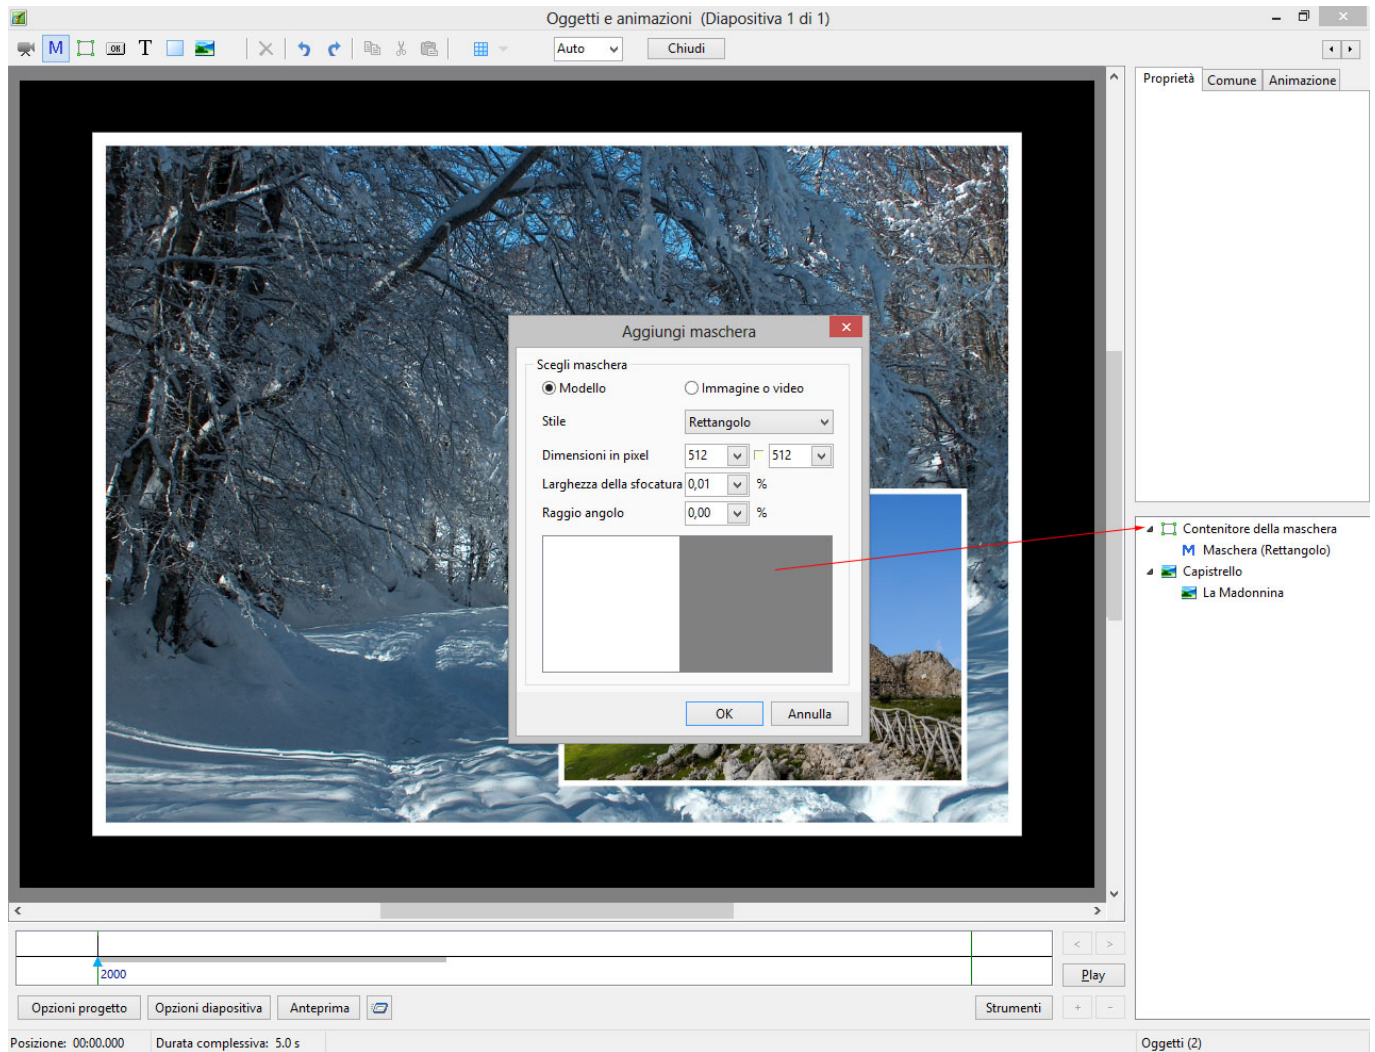 Oggetti e animazioni (Diapositiva 1 di 1)
M OK T Auto Chiudi
Proprietà Comune Animazione
Aggiungi maschera
Scegli maschera
Modello Immagine o video
Stile Rettangolo
Dimensioni in pixel 512 512
Larghezza della sfocatura 0,01 %
Raggio angolo 0,00 %
OK Annulla
Contenitore della maschera
M Maschera (Rettangolo)
Capistrello
La Madonnina
2000
< >
Play
Opzioni progetto Opzioni diapositiva Anteprima Strumenti + -
Posizione: 00:00.000 Durata complessiva: 5.0 s Oggetti (2)